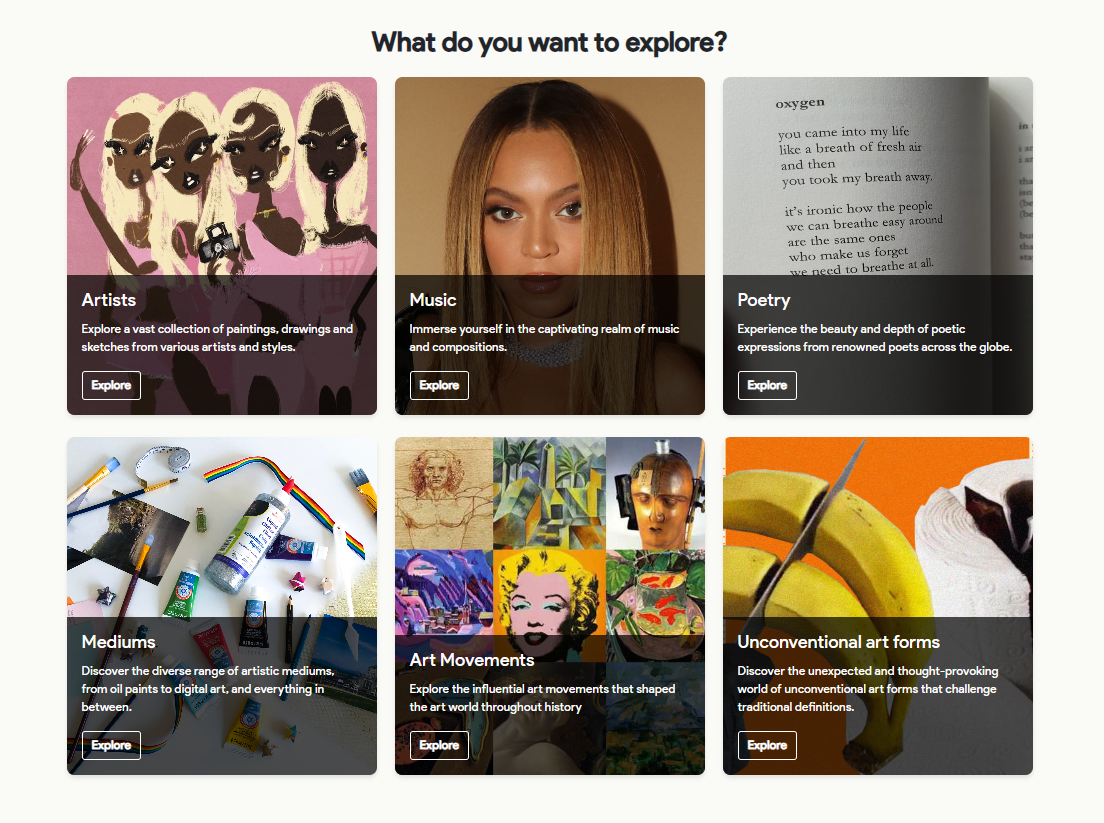 What do you want to explore?
Artists
Explore a vast collection of paintings, drawings and
sketches from various artists and styles.
Explore
Music
Immerse yourself in the captivating realm of music
and compositions.
Explore
oxygen
you came into my life
like a breath of fresh air
and then
you took my breath away.
it's ironic how the people
we can breathe easy around
are the same ones
who make us forget
we need to breathe at all.
Poetry
Experience the beauty and depth of poetic
expressions from renowned poets across the globe.
Explore
Mediums
Discover the diverse range of artistic mediums,
from oil paints to digital art, and everything in
between.
Explore
Art Movements
Explore the influential art movements that shaped
the art world throughout history
Explore
Unconventional art forms
Discover the unexpected and thought-provoking
world of unconventional art forms that challenge
traditional definitions.
Explore